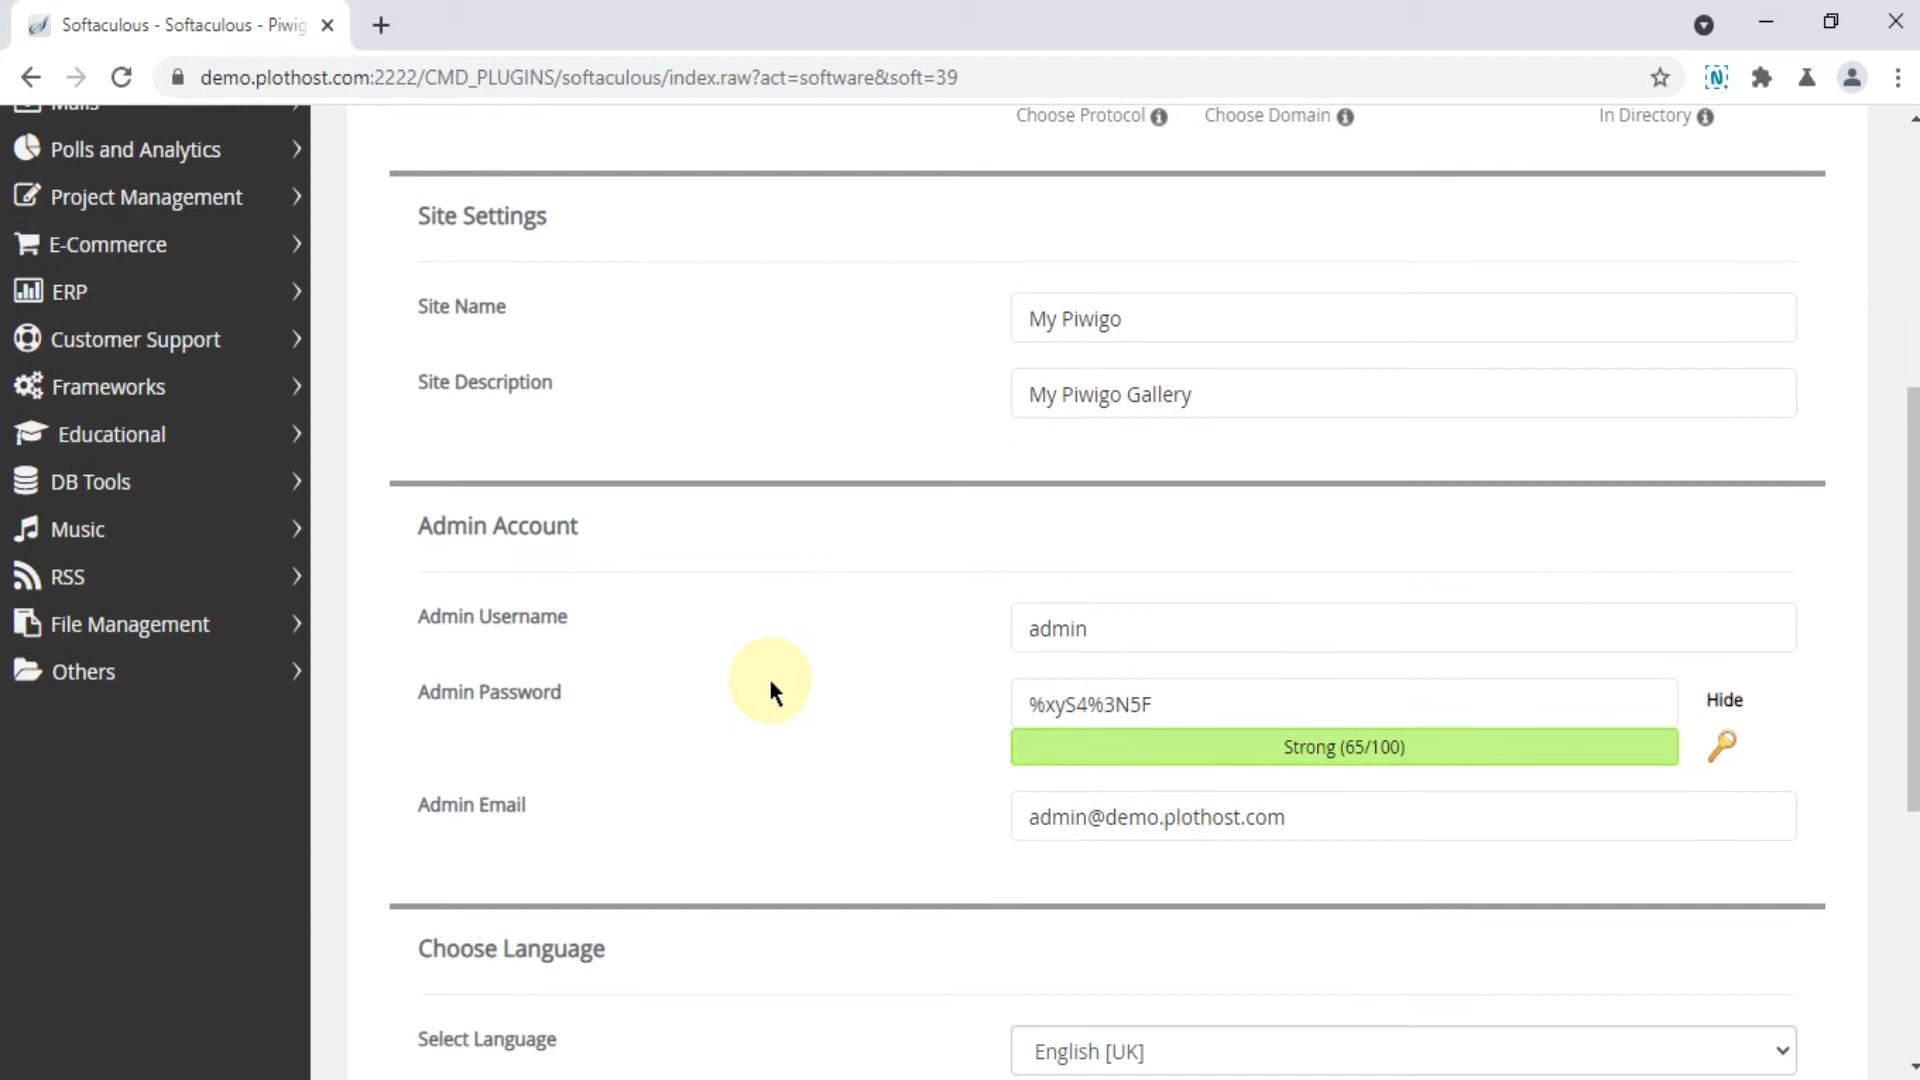 Softaculous - Softaculous - Piwig
demo.plothost.com:2222/CMD_PLUGINS/softaculous/index.raw?act=software&soft=39
Mails
Polls and Analytics
Project Management
E-Commerce
ERP
Customer Support
Frameworks
Educational
DB Tools
Music
RSS
File Management
Others
Choose Protocol Choose Domain In Directory
Site Settings
Site Name
My Piwigo
Site Description
My Piwigo Gallery
Admin Account
Admin Username
admin
Admin Password
%xyS4%3N5F
Hide
Strong (65/100)
Admin Email
admin@demo.plothost.com
Choose Language
Select Language
English [UK]